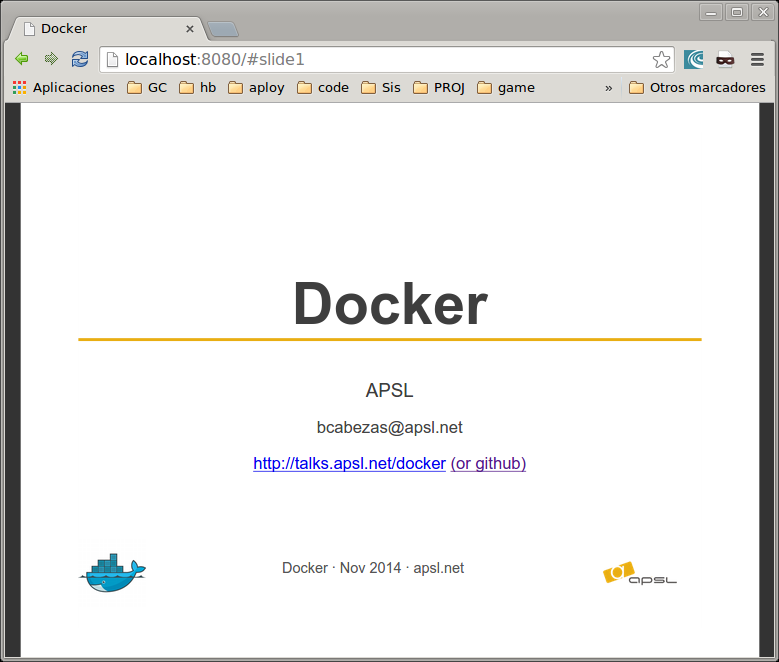 Docker
localhost:8080/#slide1
Aplicaciones GC hb aploy code Sis PROJ game » Otros marcadores
Docker
APSL
bcabezas@apsl.net
http://talks.apsl.net/docker (or github)
Docker · Nov 2014 · apsl.net
apsl